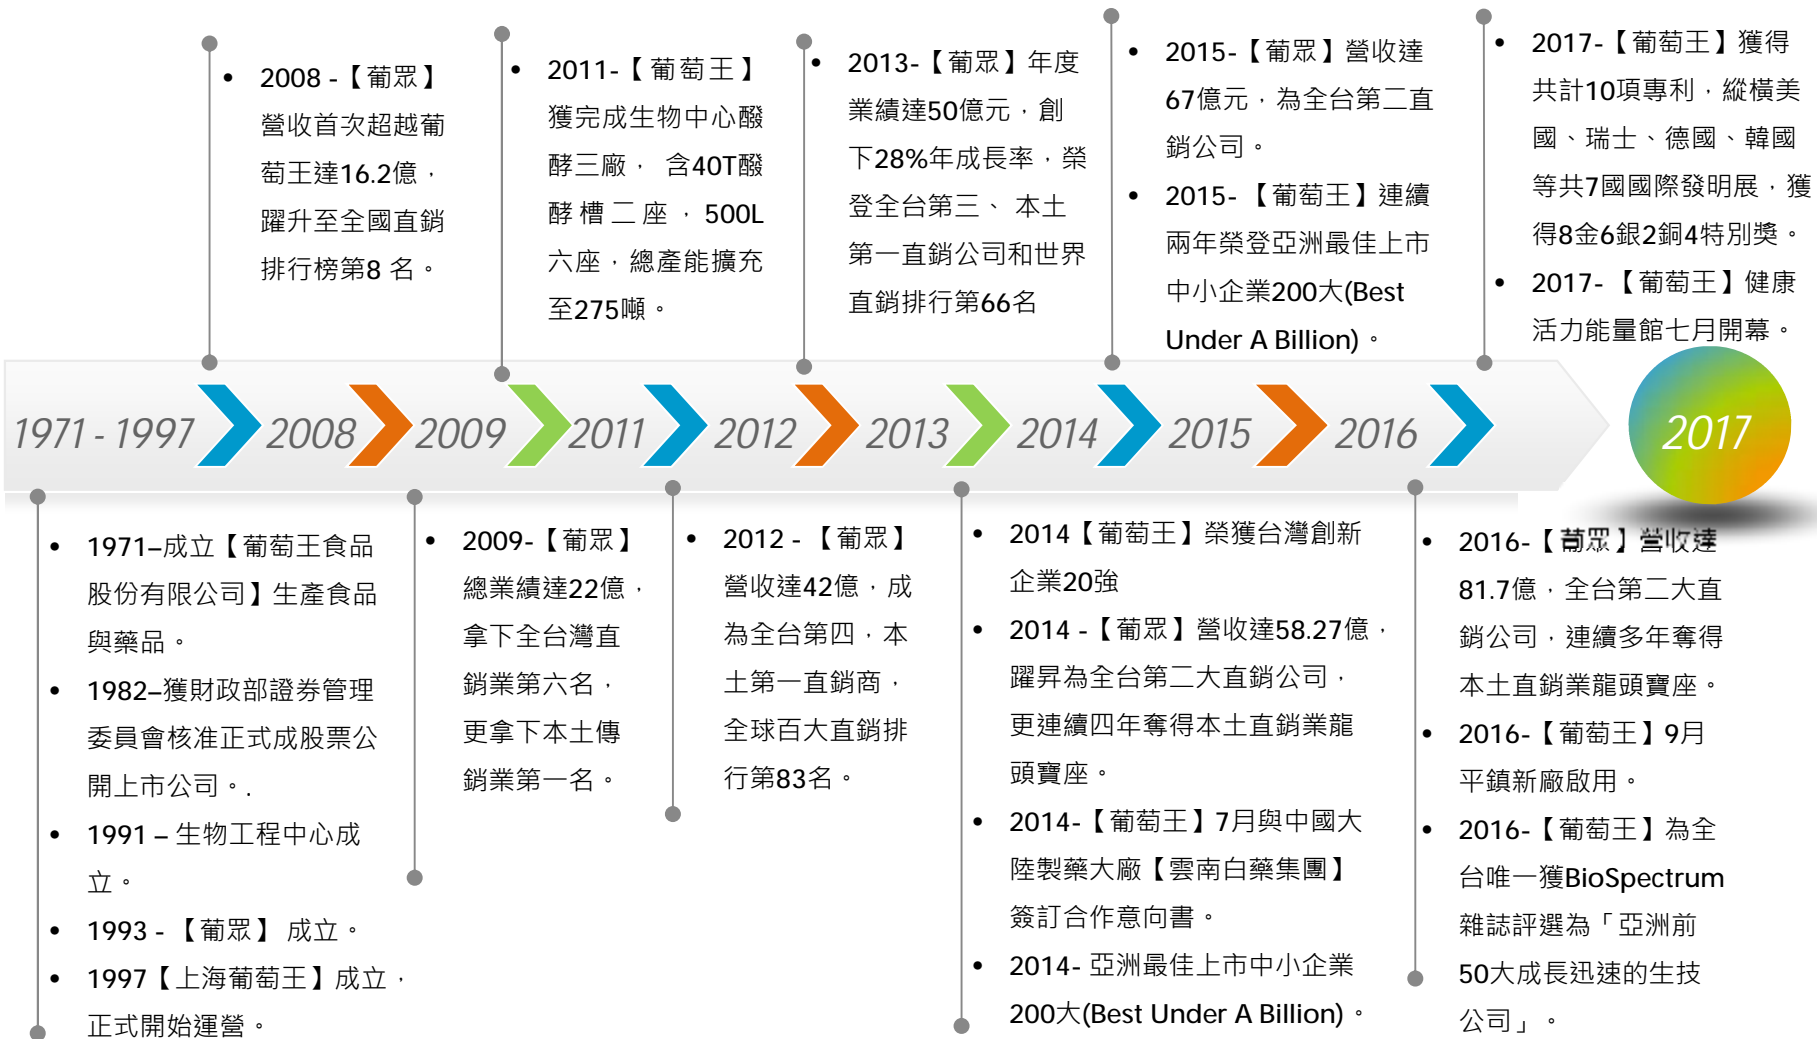 • 2008 -【葡眾】
營收首次超越葡
萄王達16.2億，
躍升至全國直銷
排行榜第8 名。
• 2011-【葡萄王】
獲完成生物中心醱
酵三廠， 含40T醱
酵槽二座，500L
六座，總產能擴充
至275噸。
• 2013-【葡眾】年度
業績達50億元，創
下28%年成長率，榮
登全台第三、 本土
第一直銷公司和世界
直銷排行第66名
• 2015-【葡眾】營收達
67億元，為全台第二直
銷公司。
• 2015- 【葡萄王】連續
兩年榮登亞洲最佳上市
中小企業200大(Best
Under A Billion)。
• 2017-【葡萄王】獲得
共計10項專利，縱橫美
國、瑞士、德國、韓國
等共7國國際發明展，獲
得8金6銀2銅4特別獎。
• 2017- 【葡萄王】健康
活力能量館七月開幕。
1971 - 1997 2008 2009 2011 2012 2013 2014 2015 2016 2017
• 1971–成立【葡萄王食品
股份有限公司】生產食品
與藥品。
• 1982–獲財政部證券管理
委員會核准正式成股票公
開上市公司。.
• 1991 – 生物工程中心成
立。
• 1993 - 【葡眾】 成立。
• 1997【上海葡萄王】成立，
正式開始運營。
• 2009-【葡眾】
總業績達22億，
拿下全台灣直
銷業第六名，
更拿下本土傳
銷業第一名。
• 2012 - 【葡眾】
營收達42億，成
為全台第四，本
土第一直銷商，
全球百大直銷排
行第83名。
• 2014【葡萄王】榮獲台灣創新
企業20強
• 2014 -【葡眾】營收達58.27億，
躍昇為全台第二大直銷公司，
更連續四年奪得本土直銷業龍
頭寶座。
• 2014-【葡萄王】7月與中國大
陸製藥大廠【雲南白藥集團】
簽訂合作意向書。
• 2014- 亞洲最佳上市中小企業
200大(Best Under A Billion)。
• 2016-【葡眾】營收達
81.7億，全台第二大直
銷公司，連續多年奪得
本土直銷業龍頭寶座。
• 2016-【葡萄王】9月
平鎮新廠啟用。
• 2016-【葡萄王】為全
台唯一獲BioSpectrum
雜誌評選為「亞洲前
50大成長迅速的生技
公司」。